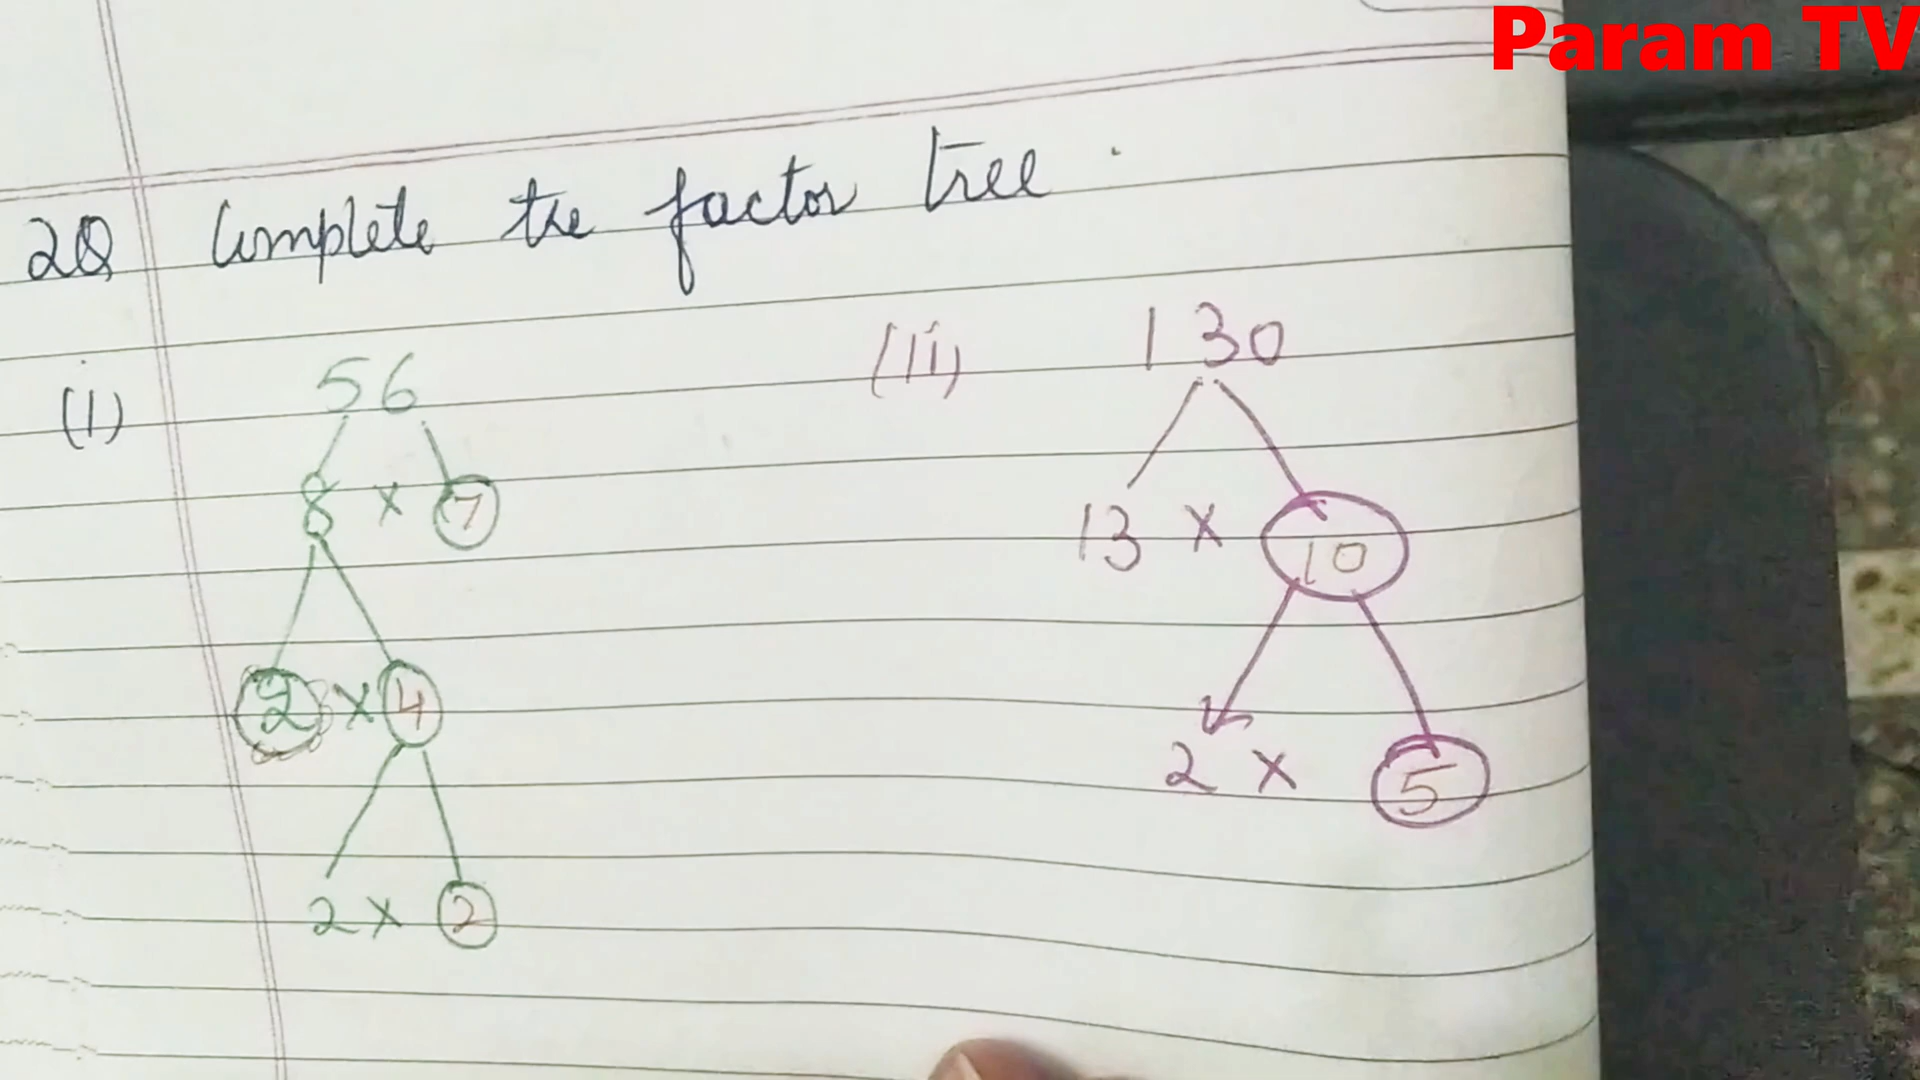 Param TV
2Q Complete the factor tree.
(i) 56
8 x 7
2 x 4
2 x 2
(ii) 130
13 x 10
2 x 5